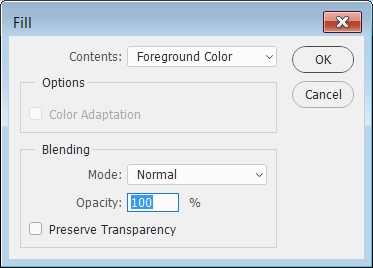 Fill
Contents: Foreground Color
OK
Options
Cancel
Color Adaptation
Blending
Mode: Normal
Opacity: 100 %
Preserve Transparency